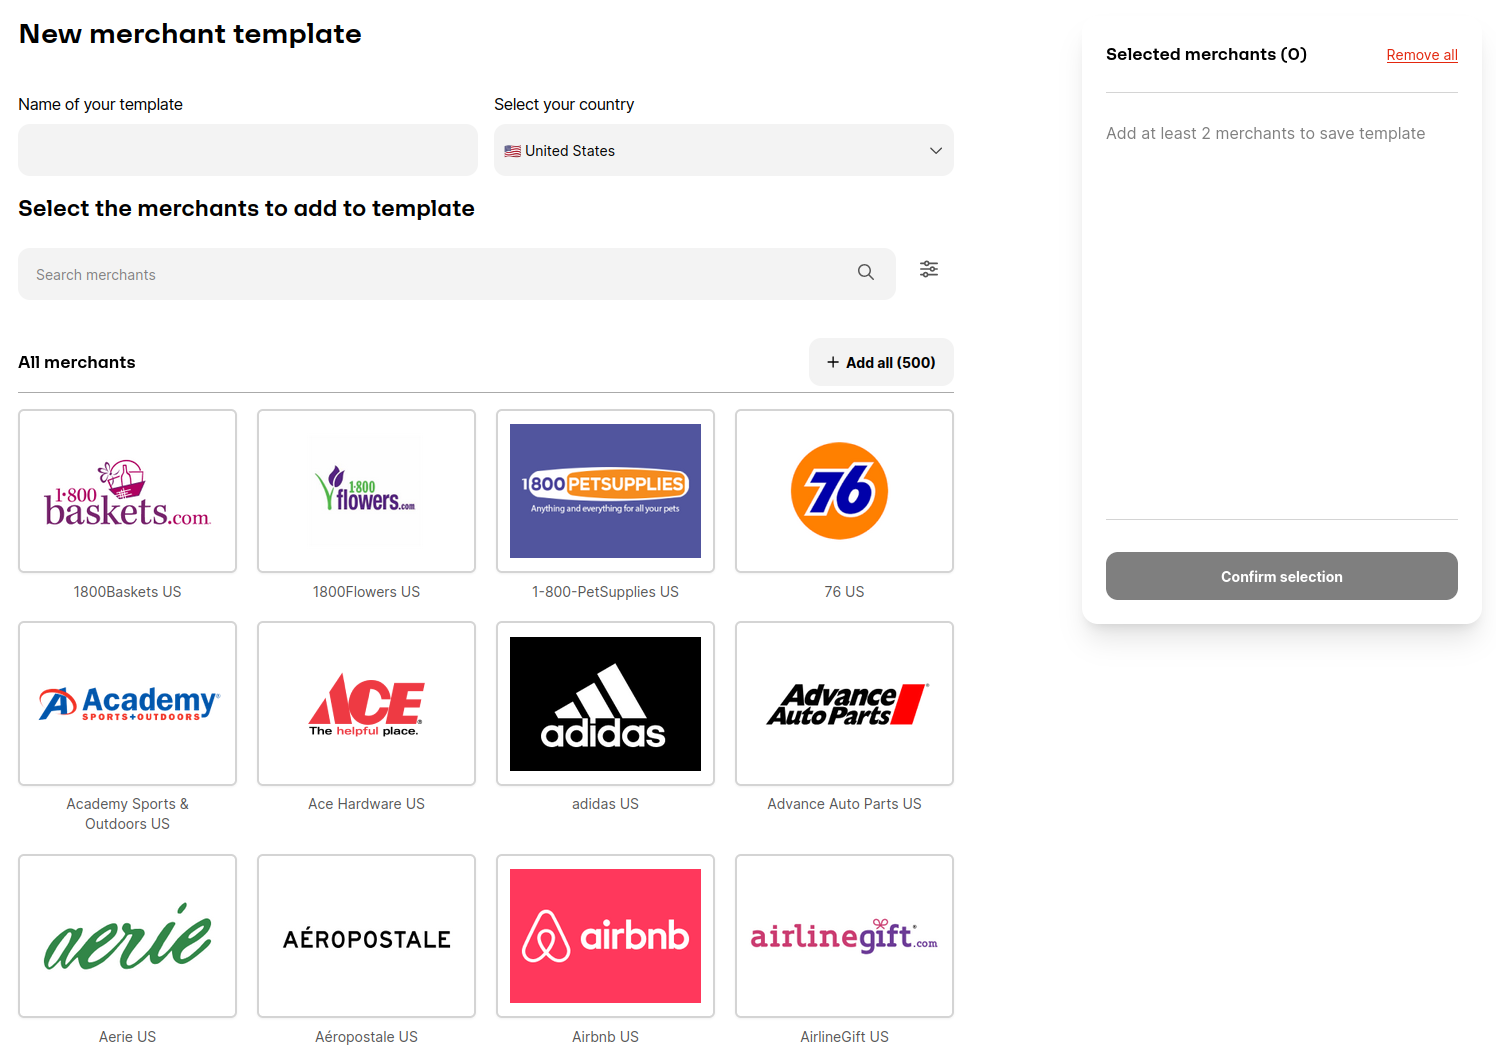 New merchant template
Name of your template
Select your country
🇺🇸 United States
Select the merchants to add to template
Search merchants
All merchants
+ Add all (500)
1·800
baskets.com
1·800
flowers.com
1800PETSUPPLIES
Anything and everything for all your pets
76
1800Baskets US
1800Flowers US
1-800-PetSupplies US
76 US
Academy
SPORTS+OUTDOORS
ACE
The helpful place.
adidas
Advance
Auto Parts
Academy Sports &
Outdoors US
Ace Hardware US
adidas US
Advance Auto Parts US
aerie
AÉROPOSTALE
airbnb
airlinegift.com
Aerie US
Aéropostale US
Airbnb US
AirlineGift US
Selected merchants (0)
Remove all
Add at least 2 merchants to save template
Confirm selection